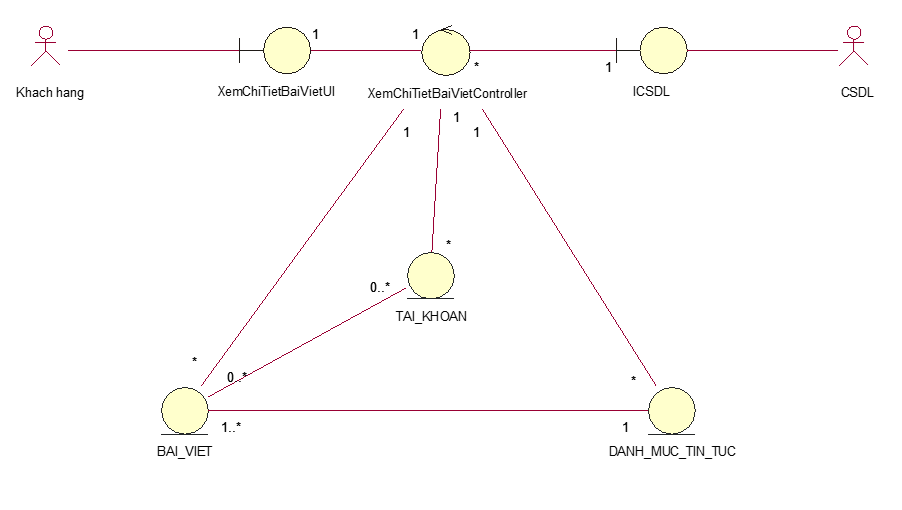 1
1
*
1
Khach hang
XemChiTietBaiVietUI
XemChiTietBaiVietController
ICSDL
CSDL
1
1
1
*
0..*
TAI_KHOAN
*
0..*
*
1..*
1
BAI_VIET
DANH_MUC_TIN_TUC